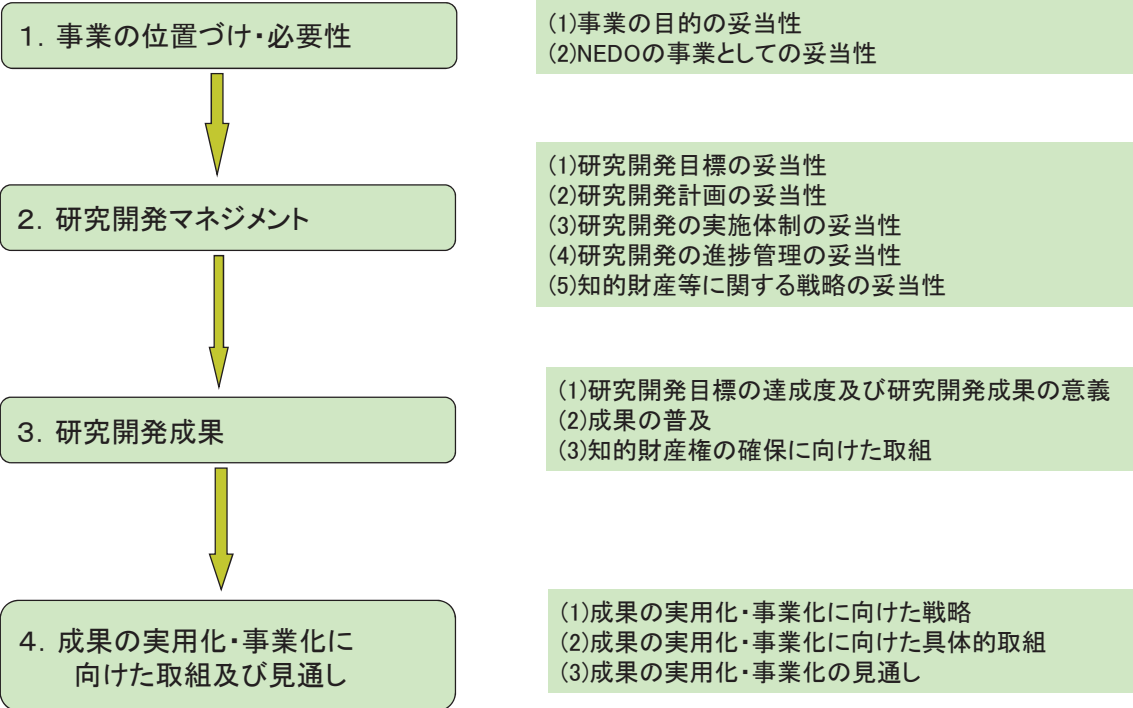 1. 事業の位置づけ・必要性
(1)事業の目的の妥当性
(2)NEDOの事業としての妥当性
2. 研究開発マネジメント
(1)研究開発目標の妥当性
(2)研究開発計画の妥当性
(3)研究開発の実施体制の妥当性
(4)研究開発の進捗管理の妥当性
(5)知的財産等に関する戦略の妥当性
3. 研究開発成果
(1)研究開発目標の達成度及び研究開発成果の意義
(2)成果の普及
(3)知的財産権の確保に向けた取組
4. 成果の実用化・事業化に
向けた取組及び見通し
(1)成果の実用化・事業化に向けた戦略
(2)成果の実用化・事業化に向けた具体的取組
(3)成果の実用化・事業化の見通し